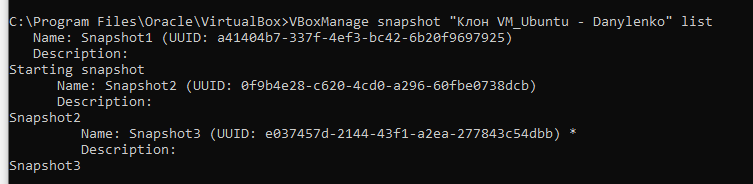 C:\Program Files\Oracle\VirtualBox>VBoxManage snapshot "Клон VM_Ubuntu - Danylenko" list
Name: Snapshot1 (UUID: a41404b7-337f-4ef3-bc42-6b20f9697925)
Description:
Starting snapshot
Name: Snapshot2 (UUID: 0f9b4e28-c620-4cd0-a296-60fbe0738dcb)
Description:
Snapshot2
Name: Snapshot3 (UUID: e037457d-2144-43f1-a2ea-277843c54dbb) *
Description:
Snapshot3